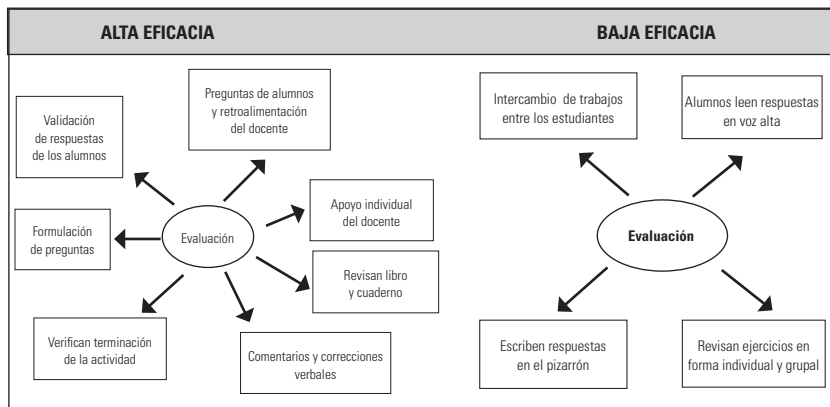 ALTA EFICACIA
BAJA EFICACIA
Preguntas de alumnos
y retroalimentación
del docente
Validación
de respuestas
de los alumnos
Apoyo individual
del docente
Evaluación
Formulación
de preguntas
Revisan libro
y cuaderno
Verifican terminación
de la actividad
Comentarios y correcciones
verbales
Intercambio de trabajos
entre los estudiantes
Alumnos leen respuestas
en voz alta
Evaluación
Escriben respuestas
en el pizarrón
Revisan ejercicios en
forma individual y grupal